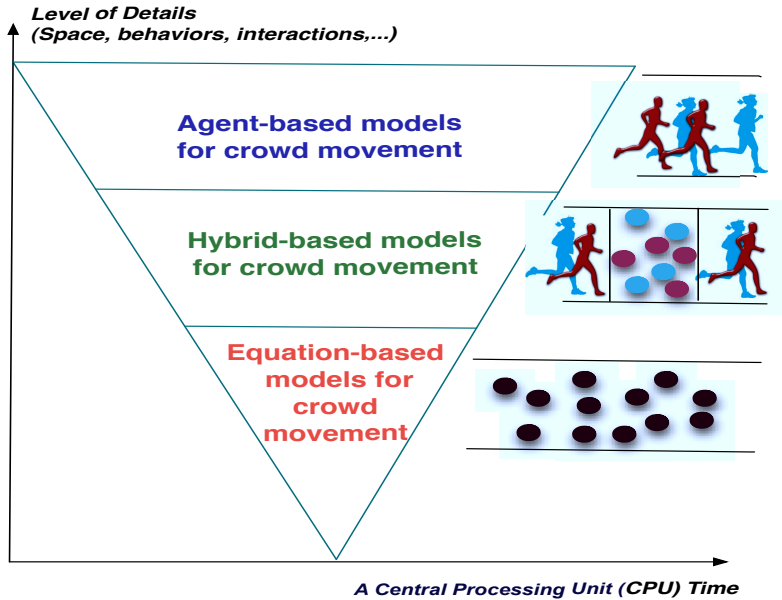 Level of Details
(Space, behaviors, interactions,...)
Agent-based models
for crowd movement
Hybrid-based models
for crowd movement
Equation-based
models for
crowd
movement
A Central Processing Unit (CPU) Time